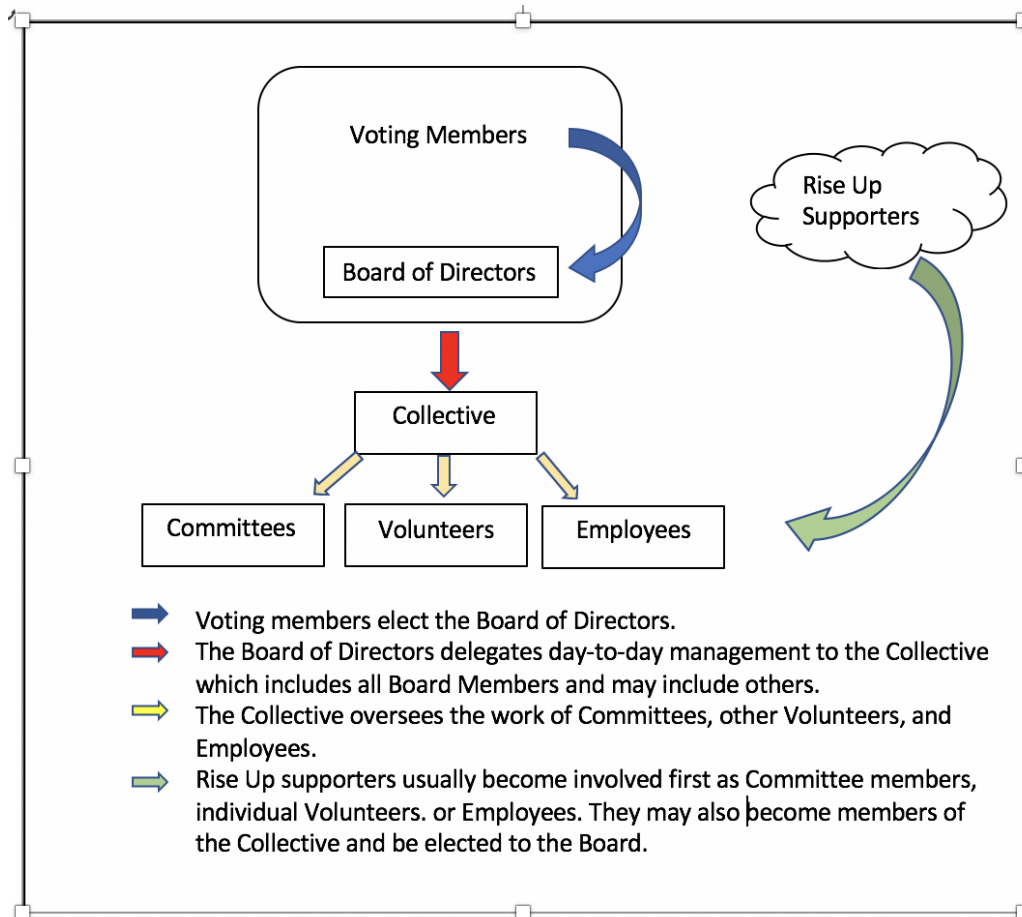 Voting Members
Rise Up
Supporters
Board of Directors
Collective
Committees
Volunteers
Employees
Voting members elect the Board of Directors.
The Board of Directors delegates day-to-day management to the Collective
which includes all Board Members and may include others.
The Collective oversees the work of Committees, other Volunteers, and
Employees.
Rise Up supporters usually become involved first as Committee members,
individual Volunteers. or Employees. They may also become members of
the Collective and be elected to the Board.